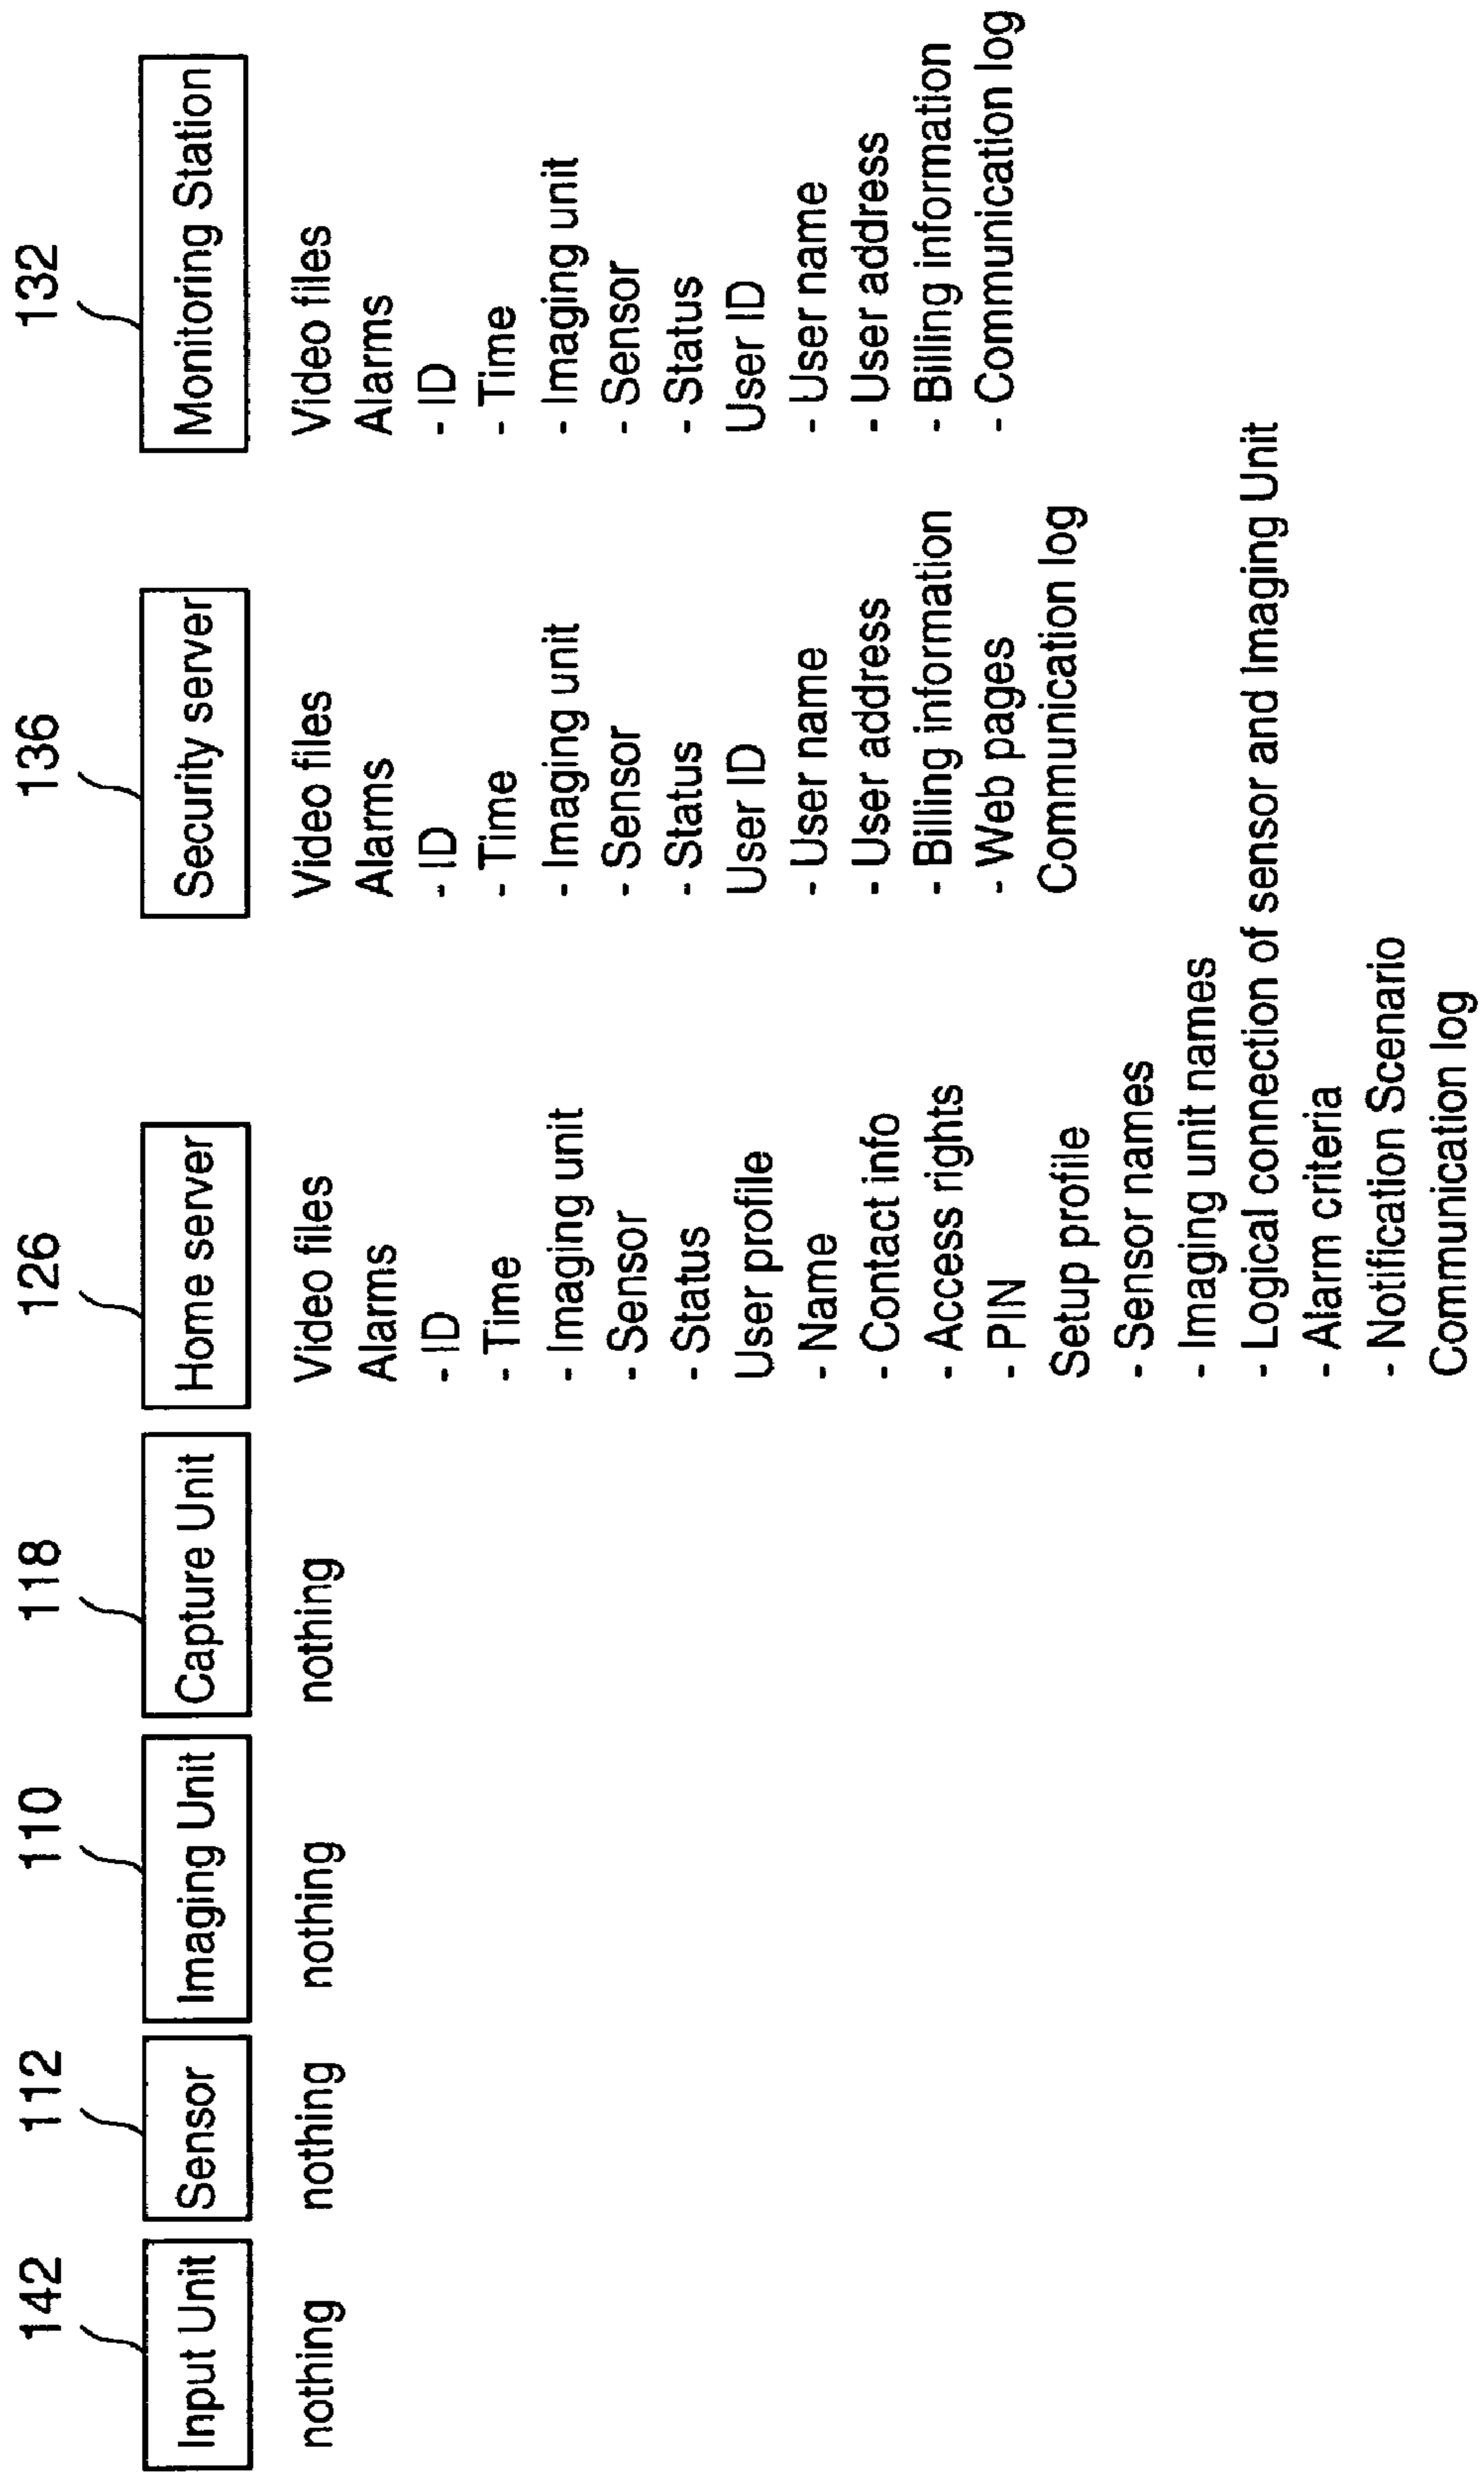 142
Input Unit
nothing
112
Sensor
nothing
110
Imaging Unit
nothing
118
Capture Unit
nothing
126
Home server
Video files
Alarms
- ID
- Time
- Imaging unit
- Sensor
- Status
User profile
- Name
- Contact info
- Access rights
- PIN
Setup profile
- Sensor names
- Imaging unit names
- Logical connection of sensor and Imaging Unit
- Alarm criteria
- Notification Scenario
Communication log
136
Security server
Video files
Alarms
- ID
- Time
- Imaging unit
- Sensor
- Status
User ID
- User name
- User address
- Billing information
- Web pages
Communication log
132
Monitoring Station
Video files
Alarms
- ID
- Time
- Imaging unit
- Sensor
- Status
User ID
- User name
- User address
- Billing information
- Communication log